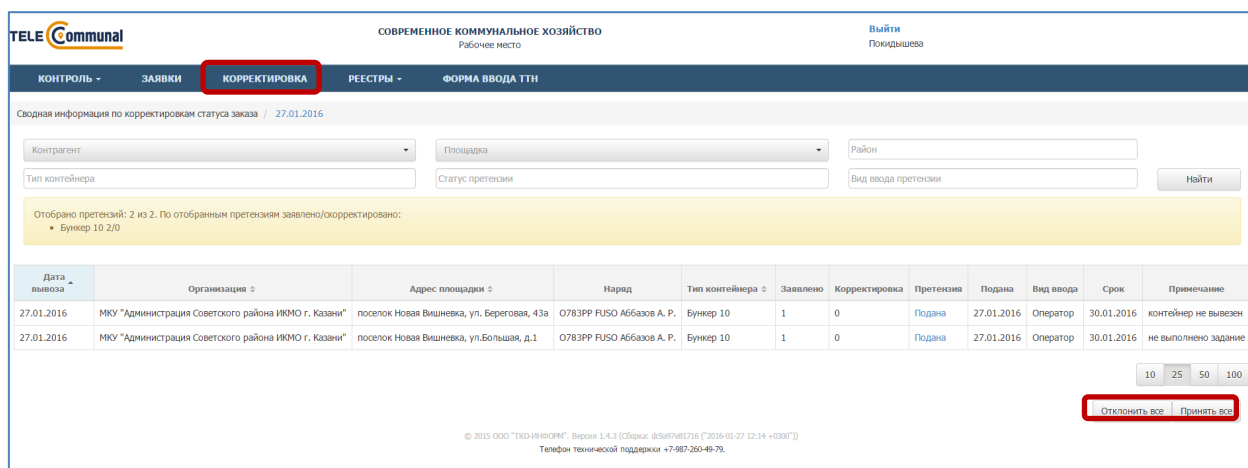 TELE Communal
СОВРЕМЕННОЕ КОММУНАЛЬНОЕ ХОЗЯЙСТВО
Рабочее место
Выйти
Покидышева
КОНТРОЛЬ ЗАЯВКИ КОРРЕКТИРОВКА РЕЕСТРЫ ФОРМА ВВОДА ТТН
Сводная информация по корректировкам статуса заказа / 27.01.2016
Контрагент Площадка Район
Тип контейнера Статус претензии Вид ввода претензии Найти
Отобрано претензий: 2 из 2. По отобранным претензиям заявлено/скорректировано:
• Бункер 10 2/0
Дата вывоза Организация Адрес площадки Наряд Тип контейнера Заявлено Корректировка Претензия Подана Вид ввода Срок Примечание
27.01.2016 МКУ "Администрация Советского района ИКМО г. Казани" поселок Новая Вишневка, ул. Береговая, 43а О783РР FUSO Аббазов А. Р. Бункер 10 1 0 Подана 27.01.2016 Оператор 30.01.2016 контейнер не вывезен
27.01.2016 МКУ "Администрация Советского района ИКМО г. Казани" поселок Новая Вишневка, ул.Большая, д.1 О783РР FUSO Аббазов А. Р. Бункер 10 1 0 Подана 27.01.2016 Оператор 30.01.2016 не выполнено задание
10 25 50 100
Отклонить все Принять все
© 2015 ООО "ТКО-ИНФОРМ". Версия 1.4.3 (Сборка: dc9a97e81716 ("2016-01-27 12:14 +0300"))
Телефон технической поддержки +7-987-260-49-79.